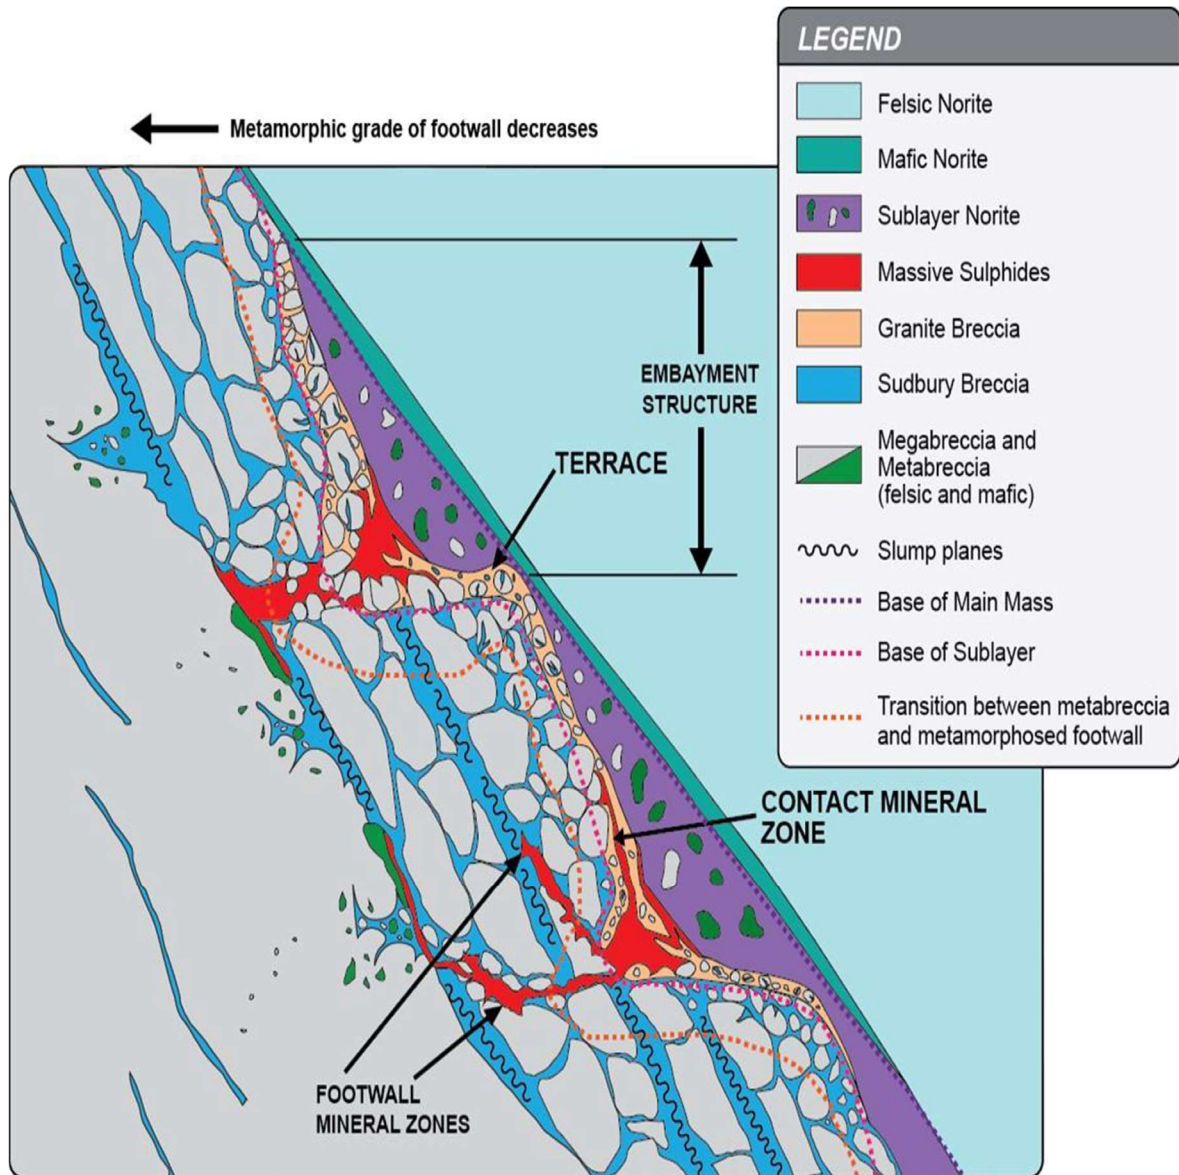 LEGEND
Felsic Norite
Mafic Norite
Sublayer Norite
Massive Sulphides
Granite Breccia
Sudbury Breccia
Megabreccia and
Metabreccia
(felsic and mafic)
Slump planes
Base of Main Mass
Base of Sublayer
Transition between metabreccia
and metamorphosed footwall
Metamorphic grade of footwall decreases
EMBAYMENT
STRUCTURE
TERRACE
CONTACT MINERAL
ZONE
FOOTWALL
MINERAL ZONES